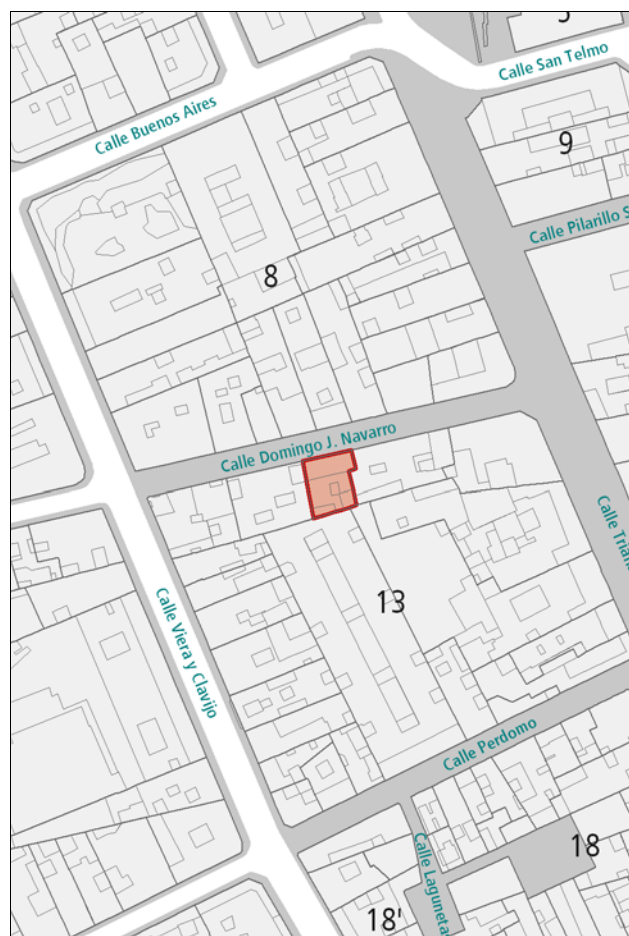 Calle San Telmo
Calle Buenos Aires
9
Calle Pilarillo S
8
Calle Domingo J. Navarro
Calle Triana
13
Calle Viera y Clavijo
Calle Perdomo
18
Calle Laguneta
18'